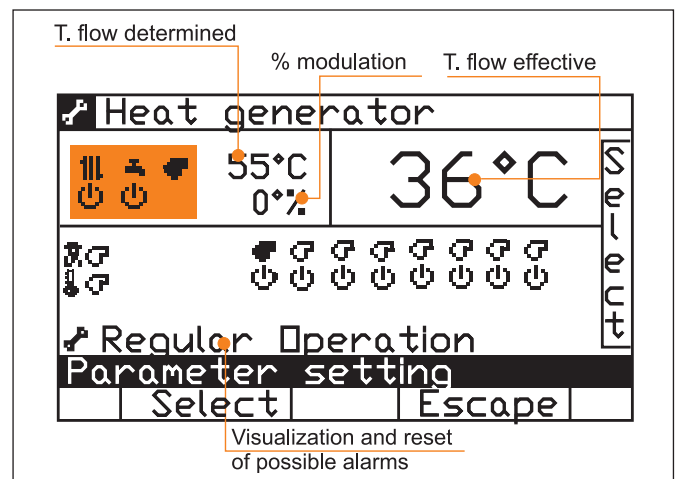 T. flow determined
% modulation
T. flow effective
Heat generator
55°C
0°%
36°C
Select
Regular Operation
Parameter setting
Select
Escape
Visualization and reset
of possible alarms